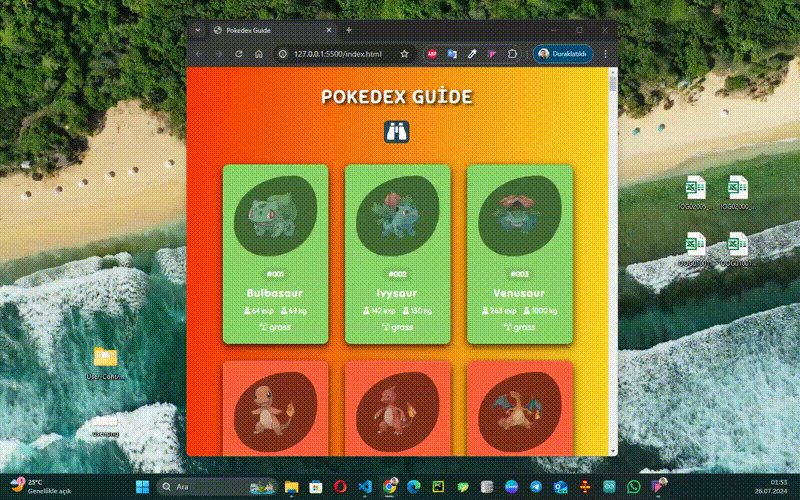 Pokedex Guide
127.0.0.1:5500/index.html
Duraklatıldı
POKEDEX GUİDE
#001
Bulbasaur
64 exp 69 kg
grass
#002
Ivysaur
142 exp 130 kg
grass
#003
Venusaur
263 exp 1000 kg
grass
25°C
Genellikle açık
Ara
01:53
26.07.2024